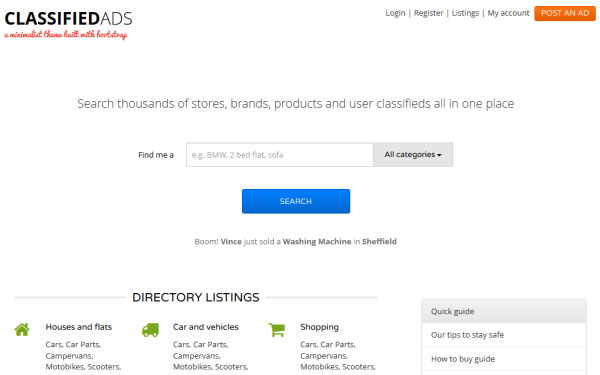 CLASSIFIEDADS
a minimalist theme built with bootstrap.
Login | Register | Listings | My account
POST AN AD
Search thousands of stores, brands, products and user classifieds all in one place
Find me a
e.g. BMW, 2 bed flat, sofa
All categories
SEARCH
Boom! Vince just sold a Washing Machine in Sheffield
DIRECTORY LISTINGS
Houses and flats
Cars, Car Parts,
Campervans,
Motobikes, Scooters,
Car and vehicles
Cars, Car Parts,
Campervans,
Motobikes, Scooters,
Shopping
Cars, Car Parts,
Campervans,
Motobikes, Scooters,
Quick guide
Our tips to stay safe
How to buy guide